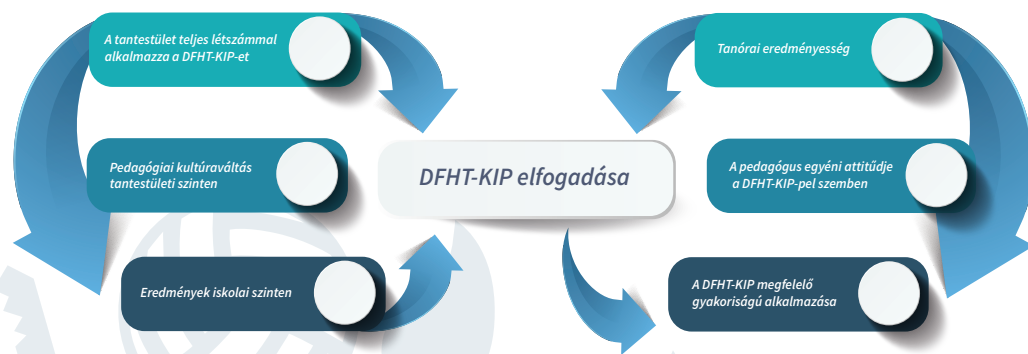 A tantestület teljes létszámmal
alkalmazza a DFHT-KIP-et
Pedagógiai kultúraváltás
tantestületi szinten
Eredmények iskolai szinten
DFHT-KIP elfogadása
Tanórai eredményesség
A pedagógus egyéni attitűdje
a DFHT-KIP-pel szemben
A DFHT-KIP megfelelő
gyakoriságú alkalmazása